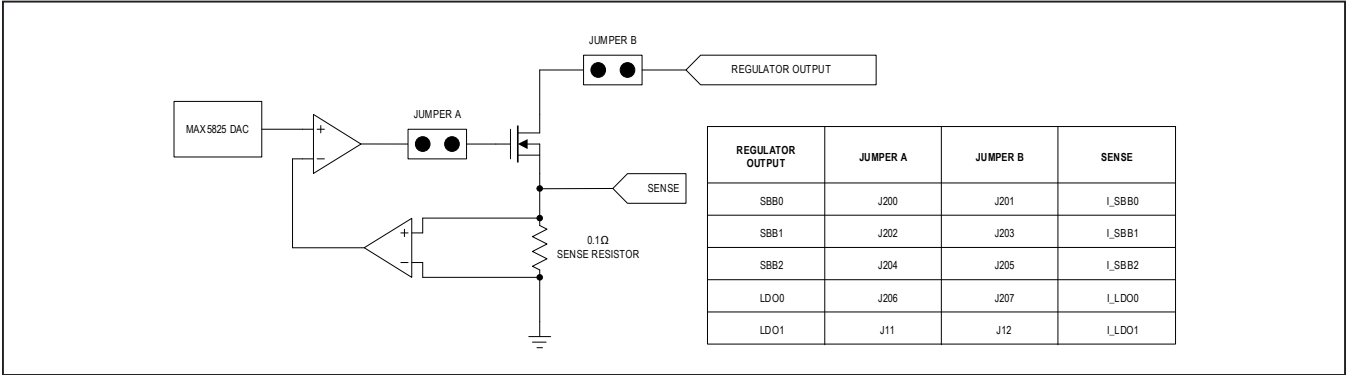 JUMPER B
REGULATOR OUTPUT
MAX5825 DAC
+
−
JUMPER A
SENSE
+
−
0.1Ω
SENSE RESISTOR
REGULATOR
OUTPUT
JUMPER A
JUMPER B
SENSE
SBB0 J200 J201 I_SBB0
SBB1 J202 J203 I_SBB1
SBB2 J204 J205 I_SBB2
LDO0 J206 J207 I_LDO0
LDO1 J11 J12 I_LDO1